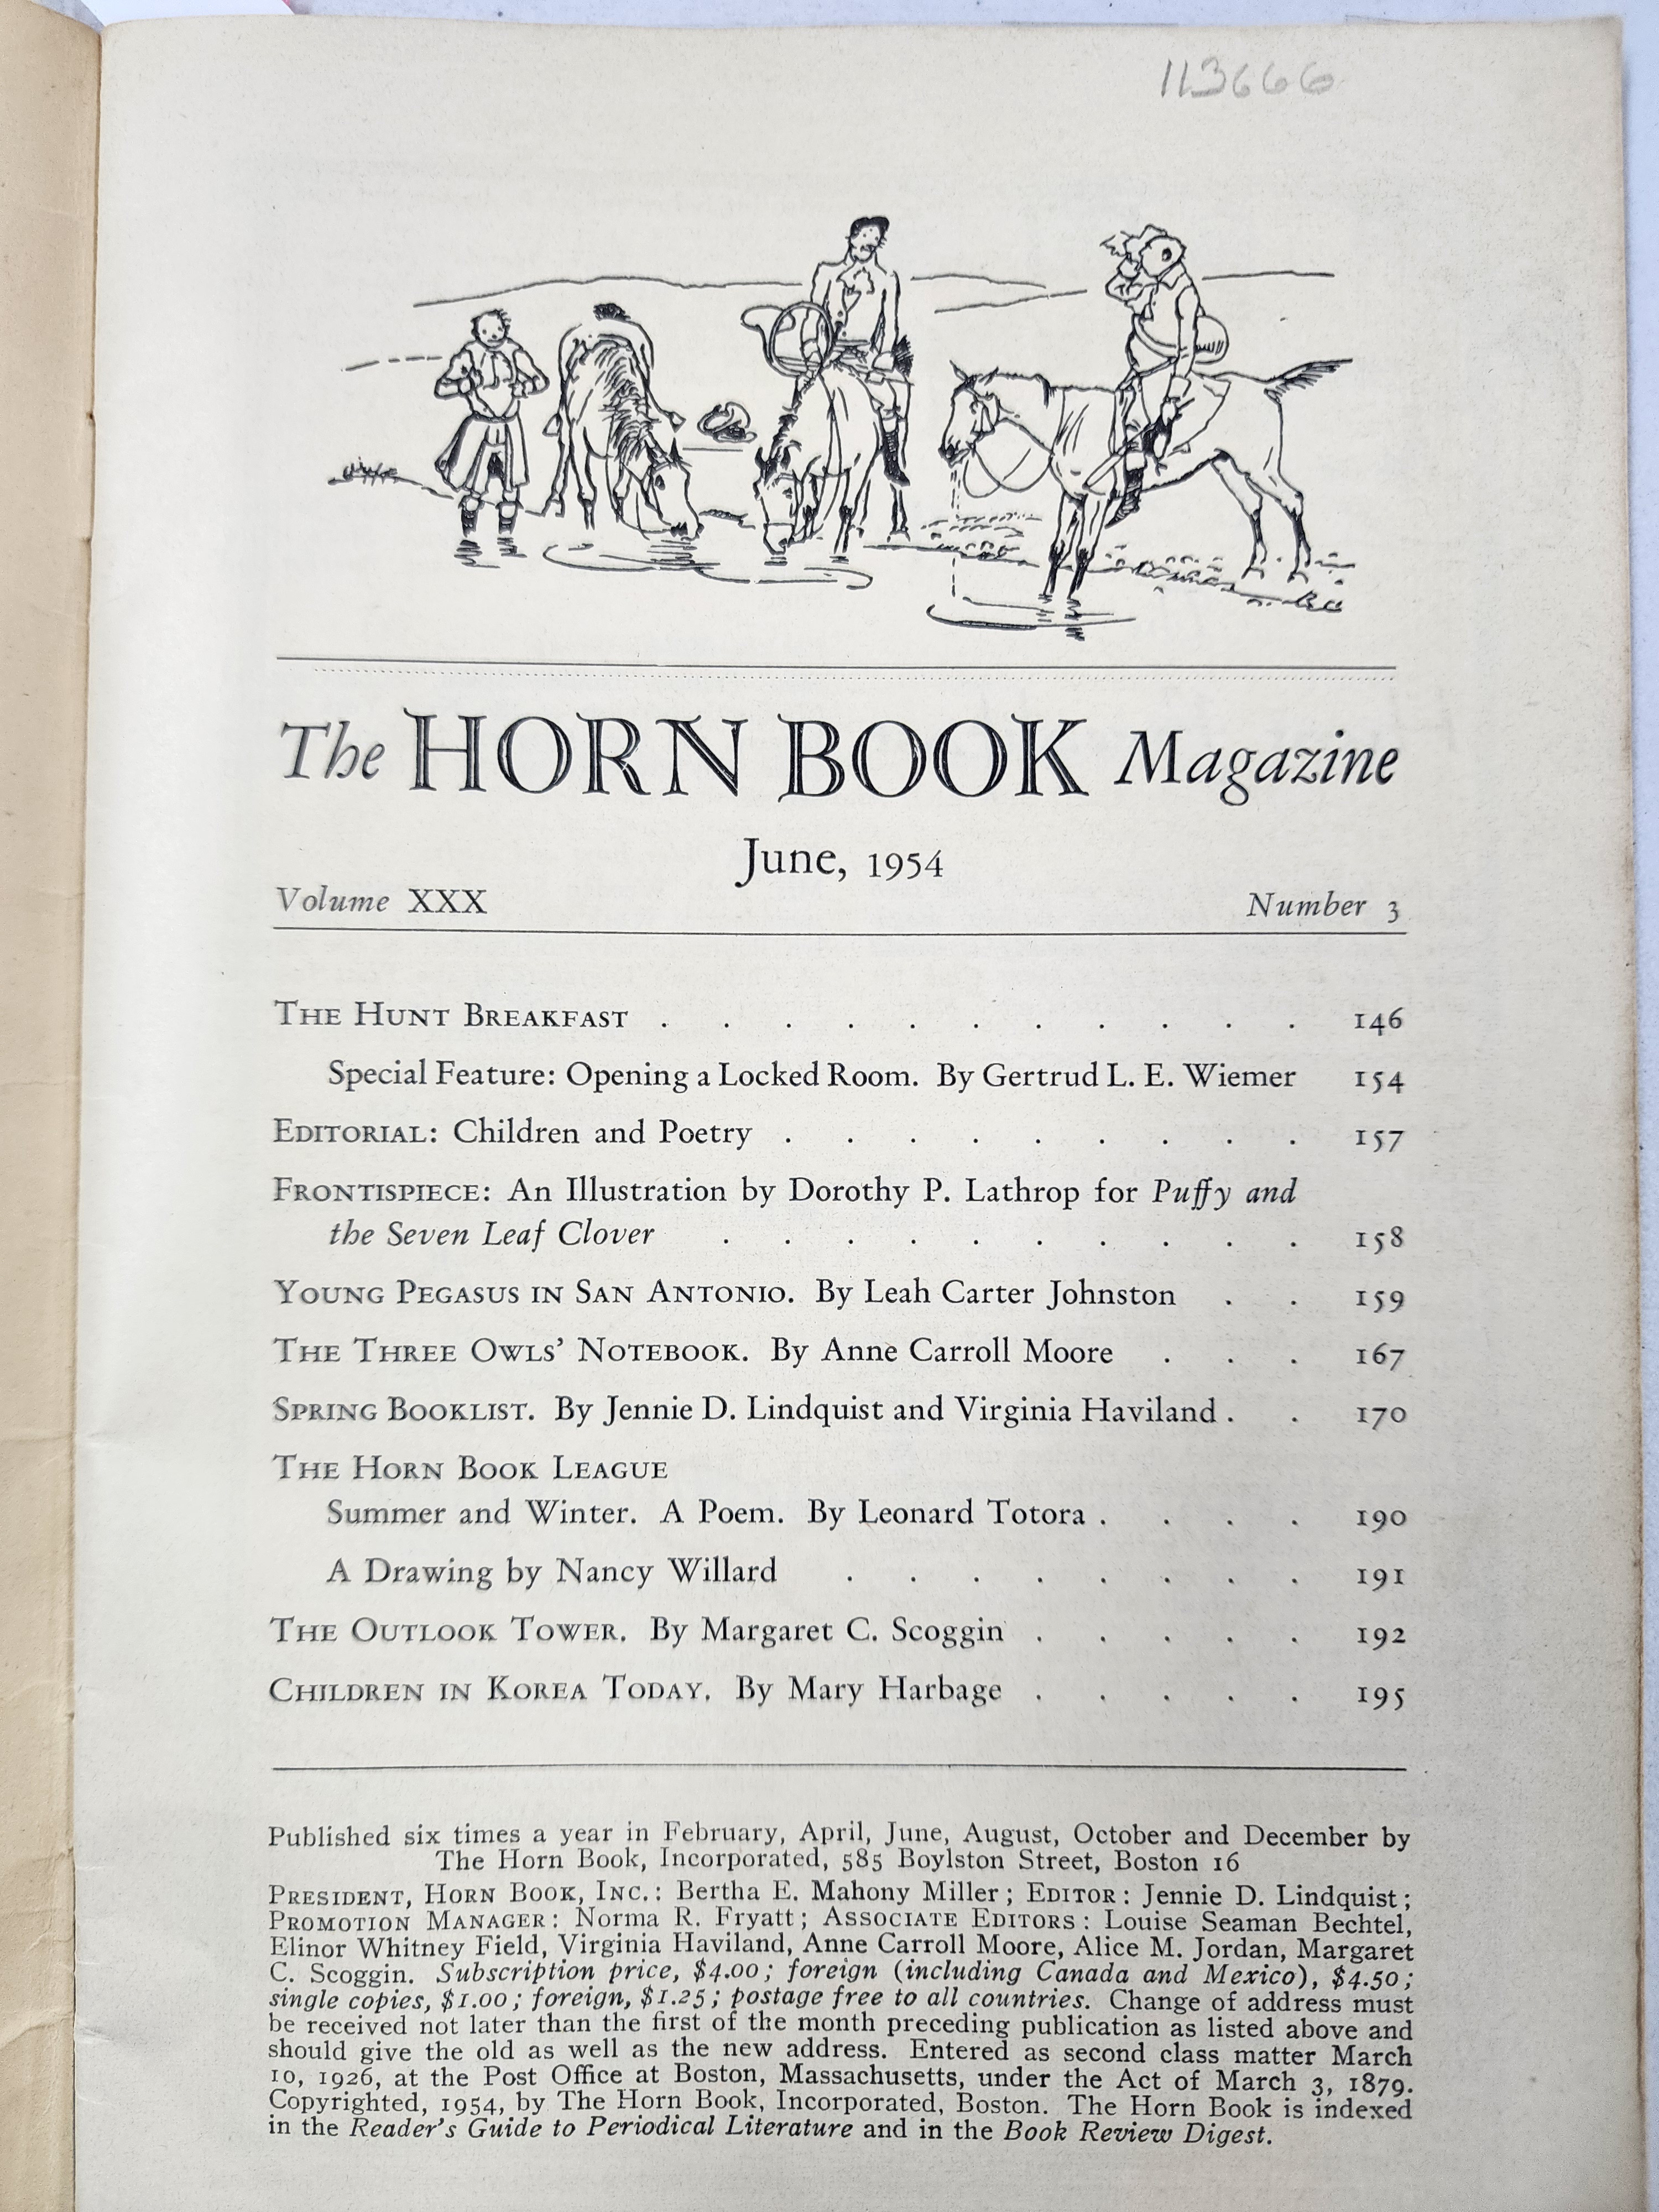 113666
The HORN BOOK Magazine
June, 1954
Volume XXX Number 3
THE HUNT BREAKFAST . . . . . . . . . . . 146
Special Feature: Opening a Locked Room. By Gertrud L. E. Wiemer 154
EDITORIAL: Children and Poetry . . . . . . . . . 157
FRONTISPIECE: An Illustration by Dorothy P. Lathrop for Puffy and
the Seven Leaf Clover . . . . . . . . . . 158
YOUNG PEGASUS IN SAN ANTONIO. By Leah Carter Johnston . . 159
THE THREE OWLS' NOTEBOOK. By Anne Carroll Moore . . . 167
SPRING BOOKLIST. By Jennie D. Lindquist and Virginia Haviland . . 170
THE HORN BOOK LEAGUE
Summer and Winter. A Poem. By Leonard Totora . . . . 190
A Drawing by Nancy Willard . . . . . . . . 191
THE OUTLOOK TOWER. By Margaret C. Scoggin . . . . . 192
CHILDREN IN KOREA TODAY. By Mary Harbage . . . . . 195
Published six times a year in February, April, June, August, October and December by
The Horn Book, Incorporated, 585 Boylston Street, Boston 16
PRESIDENT, HORN BOOK, INC.: Bertha E. Mahony Miller; EDITOR: Jennie D. Lindquist;
PROMOTION MANAGER: Norma R. Fryatt; ASSOCIATE EDITORS: Louise Seaman Bechtel,
Elinor Whitney Field, Virginia Haviland, Anne Carroll Moore, Alice M. Jordan, Margaret
C. Scoggin. Subscription price, $4.00; foreign (including Canada and Mexico), $4.50;
single copies, $1.00; foreign, $1.25; postage free to all countries. Change of address must
be received not later than the first of the month preceding publication as listed above and
should give the old as well as the new address. Entered as second class matter March
10, 1926, at the Post Office at Boston, Massachusetts, under the Act of March 3, 1879.
Copyrighted, 1954, by The Horn Book, Incorporated, Boston. The Horn Book is indexed
in the Reader's Guide to Periodical Literature and in the Book Review Digest.